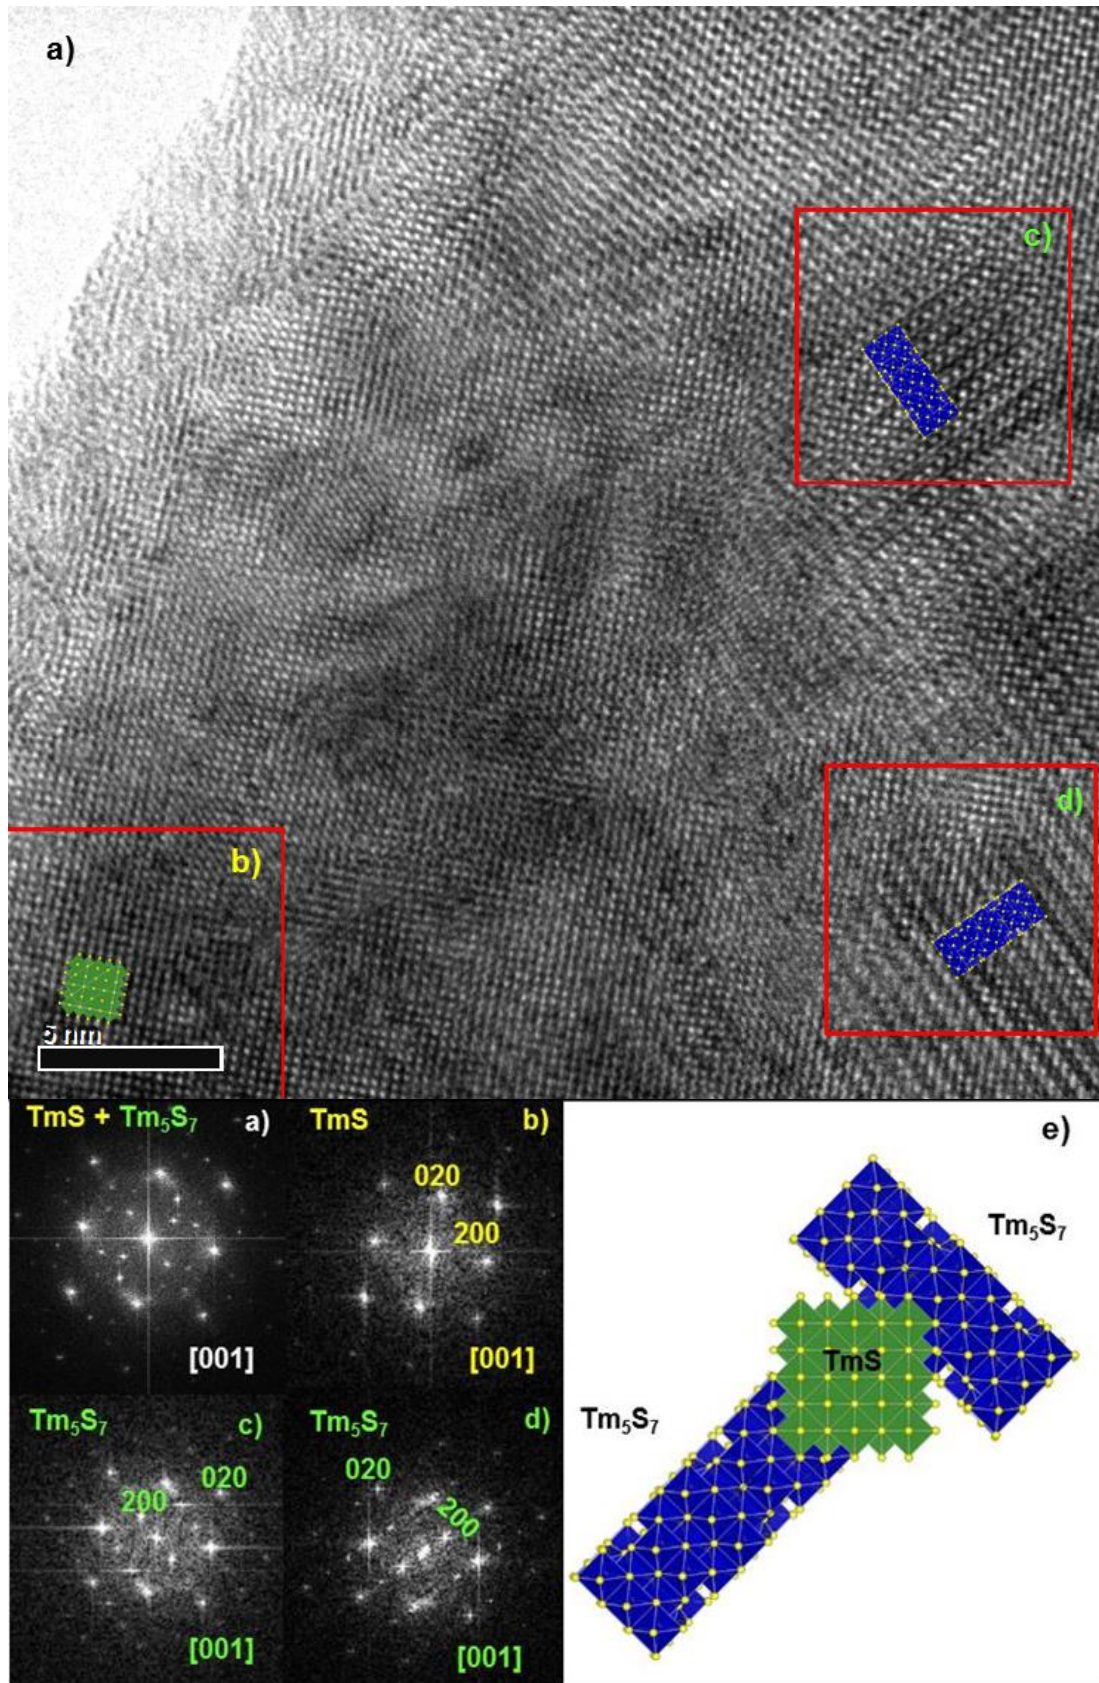 a)
c)
d)
b)
5 nm
TmS + Tm₅S₇
a)
[001]
TmS
b)
020
200
[001]
e)
Tm₅S₇
TmS
Tm₅S₇
Tm₅S₇
c)
020
200
[001]
Tm₅S₇
d)
020
200
[001]